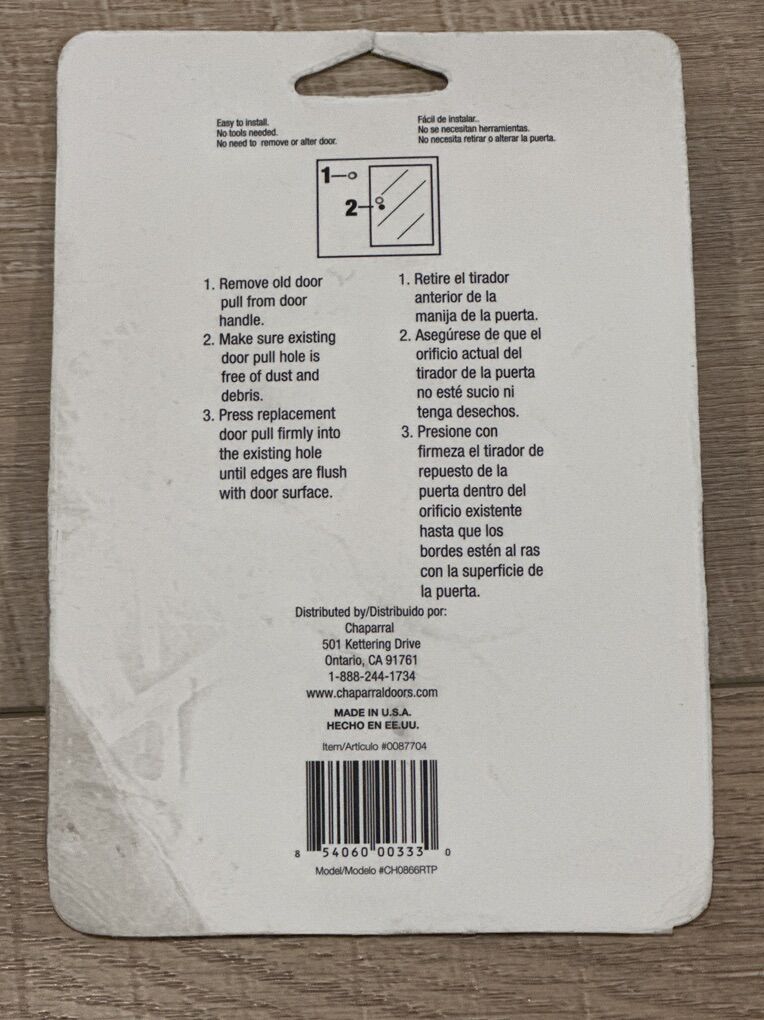 Easy to install.
No tools needed.
No need to remove or alter door.
Fácil de instalar..
No se necesitan herramientas.
No necesita retirar o alterar la puerta.
1
2
1. Remove old door
pull from door
handle.
2. Make sure existing
door pull hole is
free of dust and
debris.
3. Press replacement
door pull firmly into
the existing hole
until edges are flush
with door surface.
1. Retire el tirador
anterior de la
manija de la puerta.
2. Asegúrese de que el
orificio actual del
tirador de la puerta
no esté sucio ni
tenga desechos.
3. Presione con
firmeza el tirador de
repuesto de la
puerta dentro del
orificio existente
hasta que los
bordes estén al ras
con la superficie de
la puerta.
Distributed by/Distribuido por:
Chaparral
501 Kettering Drive
Ontario, CA 91761
1-888-244-1734
www.chaparraldoors.com
MADE IN U.S.A.
HECHO EN EE.UU.
Item/Artículo #0087704
8 54060 00333 0
Model/Modelo #CH0866RTP